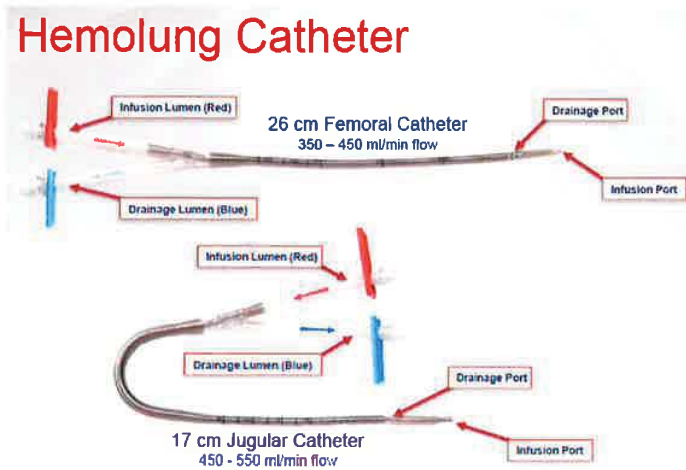 Hemolung Catheter
Infusion Lumen (Red)
26 cm Femoral Catheter
350 – 450 ml/min flow
Drainage Port
Infusion Port
Drainage Lumen (Blue)
Infusion Lumen (Red)
Drainage Lumen (Blue)
Drainage Port
17 cm Jugular Catheter
450 - 550 ml/min flow
Infusion Port